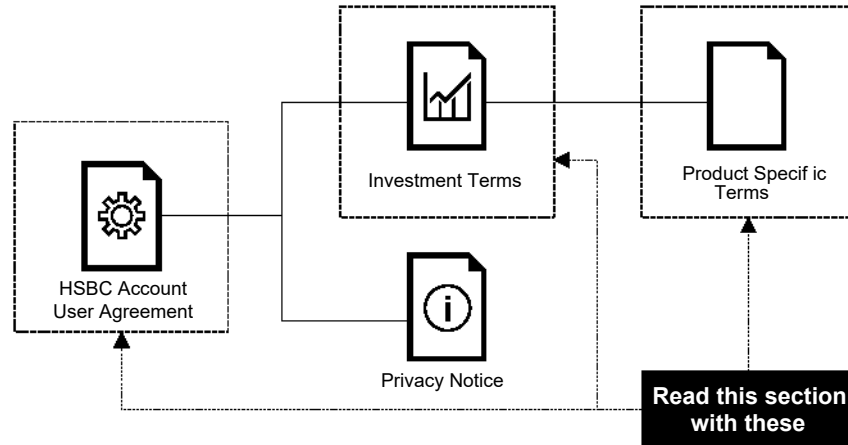 Investment Terms
Product Specif ic
Terms
HSBC Account
User Agreement
i
Privacy Notice
Read this section
with these